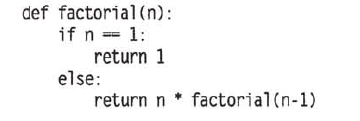 def factorial(n):
    if n == 1:
        return 1
    else:
        return n * factorial(n-1)